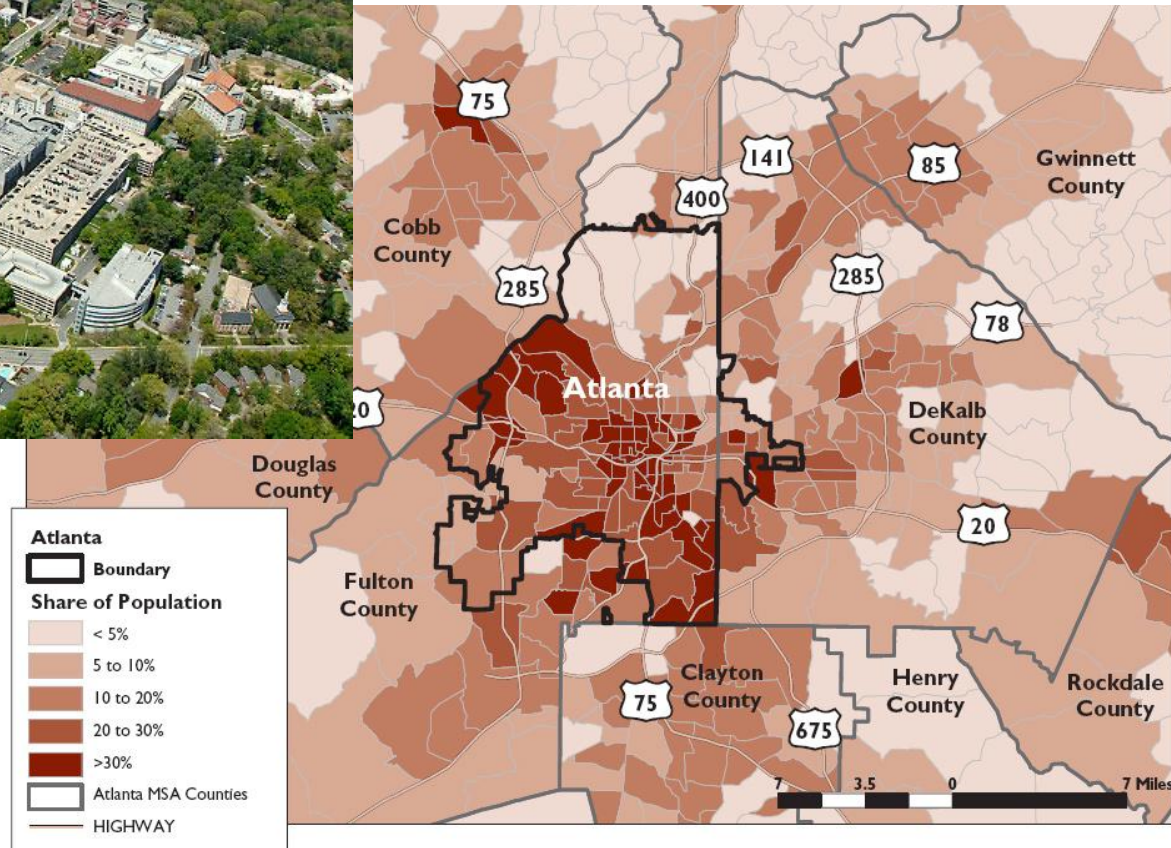 75
141
85
Gwinnett
County
400
Cobb
County
285
285
78
Atlanta
20
DeKalb
County
Douglas
County
20
Fulton
County
Clayton
County
Henry
County
Rockdale
County
75
675
7 3.5 0 7 Miles
Atlanta
Boundary
Share of Population
< 5%
5 to 10%
10 to 20%
20 to 30%
>30%
Atlanta MSA Counties
HIGHWAY